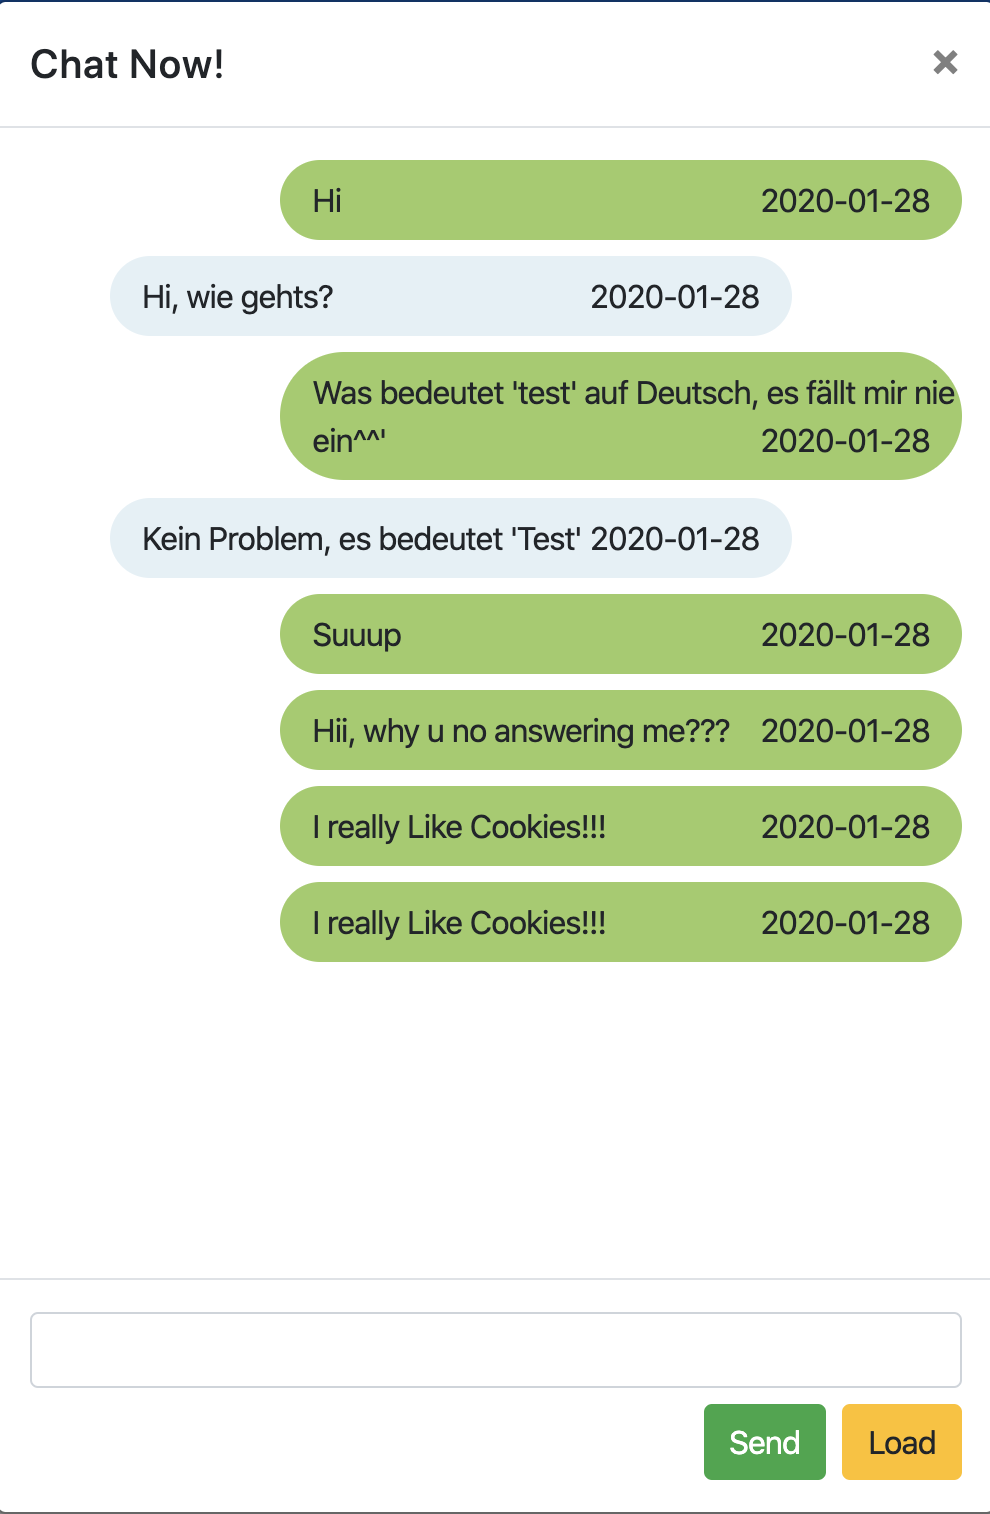 Chat Now! ×
Hi 2020-01-28
Hi, wie gehts? 2020-01-28
Was bedeutet 'test' auf Deutsch, es fällt mir nie
ein^^' 2020-01-28
Kein Problem, es bedeutet 'Test' 2020-01-28
Suuup 2020-01-28
Hii, why u no answering me??? 2020-01-28
I really Like Cookies!!! 2020-01-28
I really Like Cookies!!! 2020-01-28
Send Load